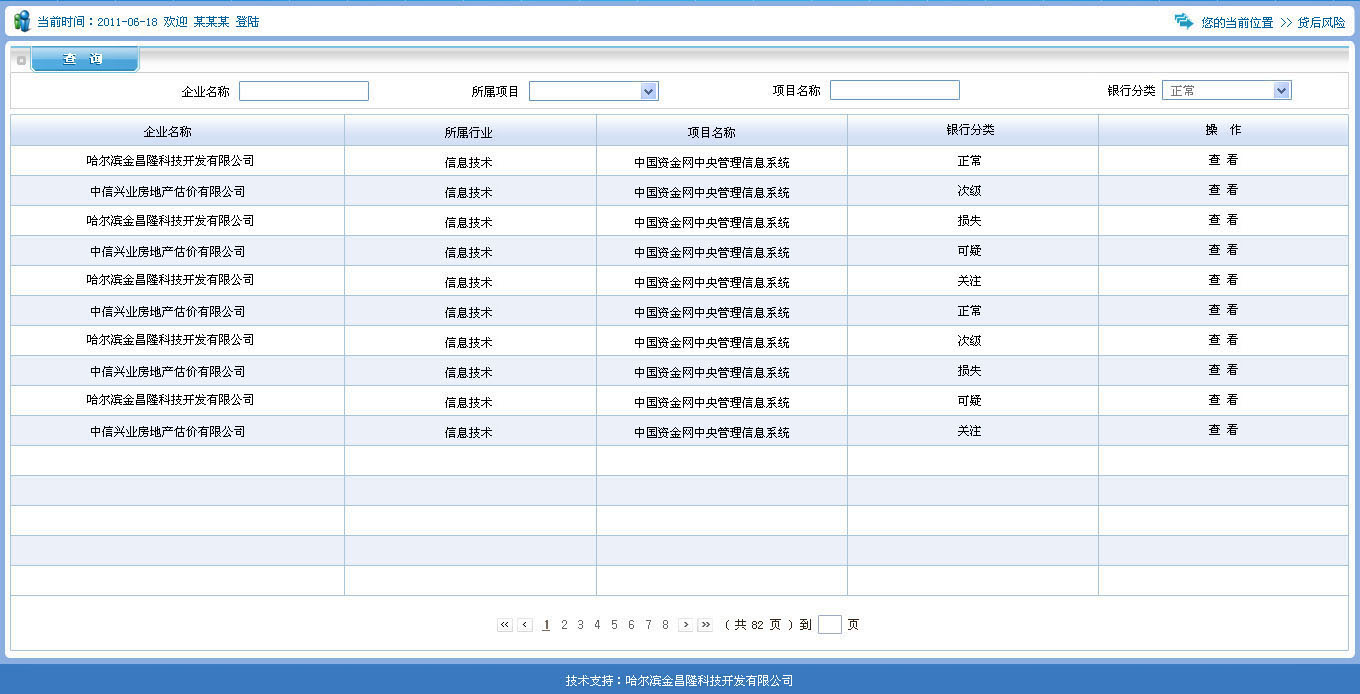 当前时间：2011-06-18 欢迎 某某某 登陆 您的当前位置 >> 贷后风险
查 询
企业名称 所属项目 项目名称 银行分类 正常
企业名称 所属行业 项目名称 银行分类 操 作
哈尔滨金昌隆科技开发有限公司 信息技术 中国资金网中央管理信息系统 正常 查 看
中信兴业房地产估价有限公司 信息技术 中国资金网中央管理信息系统 次级 查 看
哈尔滨金昌隆科技开发有限公司 信息技术 中国资金网中央管理信息系统 损失 查 看
中信兴业房地产估价有限公司 信息技术 中国资金网中央管理信息系统 可疑 查 看
哈尔滨金昌隆科技开发有限公司 信息技术 中国资金网中央管理信息系统 关注 查 看
中信兴业房地产估价有限公司 信息技术 中国资金网中央管理信息系统 正常 查 看
哈尔滨金昌隆科技开发有限公司 信息技术 中国资金网中央管理信息系统 次级 查 看
中信兴业房地产估价有限公司 信息技术 中国资金网中央管理信息系统 损失 查 看
哈尔滨金昌隆科技开发有限公司 信息技术 中国资金网中央管理信息系统 可疑 查 看
中信兴业房地产估价有限公司 信息技术 中国资金网中央管理信息系统 关注 查 看
« ‹ 1 2 3 4 5 6 7 8 › » （ 共 82 页 ）到 页
技术支持：哈尔滨金昌隆科技开发有限公司